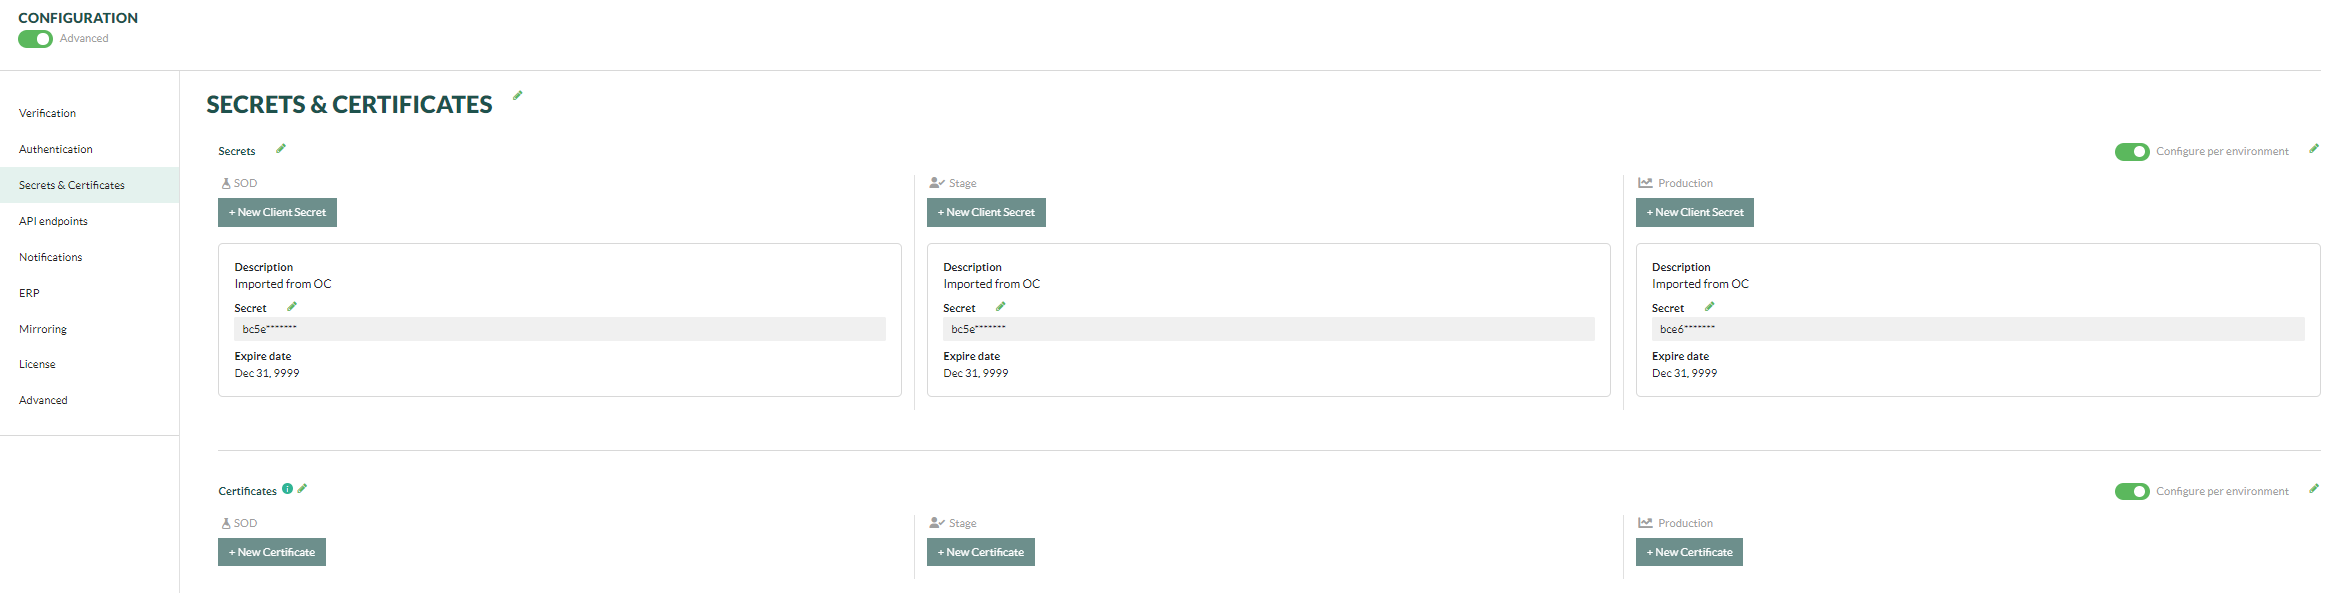 CONFIGURATION
Advanced
Verification
Authentication
Secrets & Certificates
API endpoints
Notifications
ERP
Mirroring
License
Advanced
SECRETS & CERTIFICATES
Secrets
Configure per environment
SOD
+ New Client Secret
Description
Imported from OC
Secret
bc5e*******
Expire date
Dec 31, 9999
Stage
+ New Client Secret
Description
Imported from OC
Secret
bc5e*******
Expire date
Dec 31, 9999
Production
+ New Client Secret
Description
Imported from OC
Secret
bce6*******
Expire date
Dec 31, 9999
Certificates
Configure per environment
SOD
+ New Certificate
Stage
+ New Certificate
Production
+ New Certificate